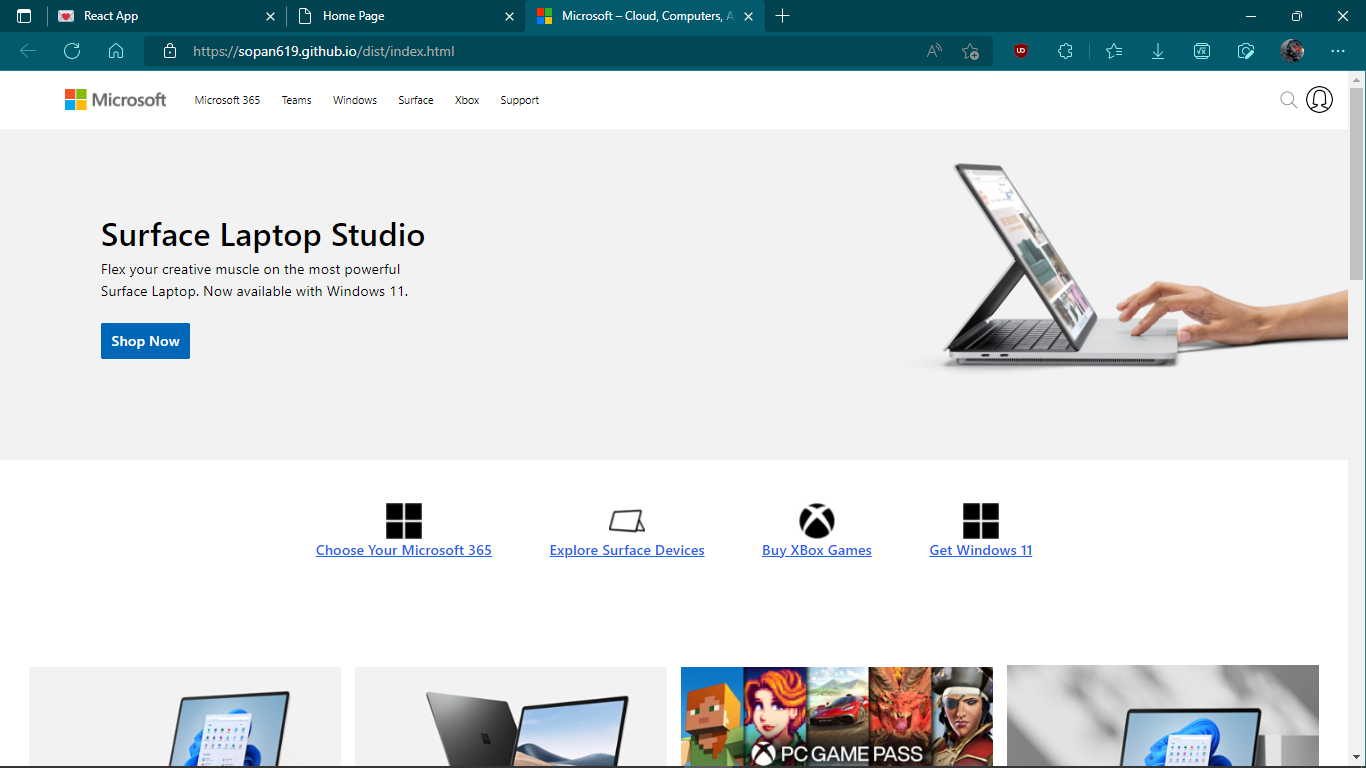 React App
Home Page
Microsoft – Cloud, Computers, A
https://sopan619.github.io/dist/index.html
Microsoft
Microsoft 365
Teams
Windows
Surface
Xbox
Support
Surface Laptop Studio
Flex your creative muscle on the most powerful
Surface Laptop. Now available with Windows 11.
Shop Now
Choose Your Microsoft 365
Explore Surface Devices
Buy XBox Games
Get Windows 11
PC GAME PASS